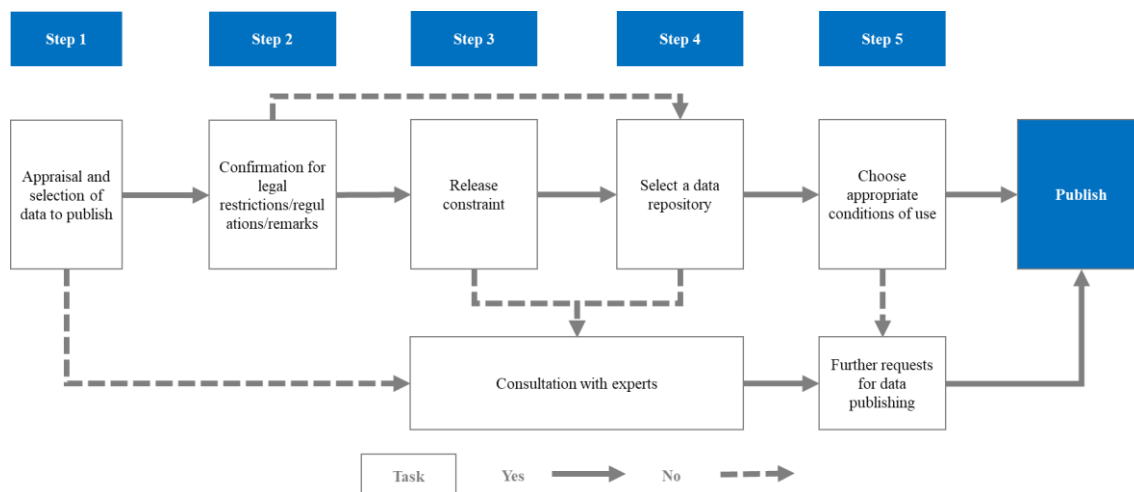 Step 1
Step 2
Step 3
Step 4
Step 5
Appraisal and
selection of
data to publish
Confirmation for
legal
restrictions/regul
ations/remarks
Release
constraint
Select a data
repository
Choose
appropriate
conditions of use
Publish
Consultation with experts
Further requests
for data
publishing
Task
Yes
No